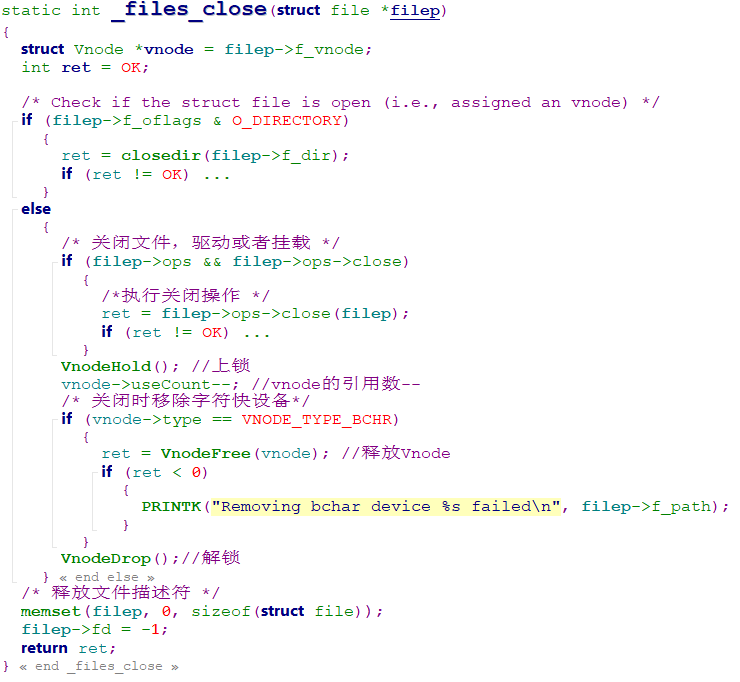 static int _files_close(struct file *filep)
{
struct Vnode *vnode = filep->f_vnode;
int ret = OK;
/* Check if the struct file is open (i.e., assigned an vnode) */
if (filep->f_oflags & O_DIRECTORY)
{
ret = closedir(filep->f_dir);
if (ret != OK) ...
}
else
{
/* 关闭文件，驱动或者挂载 */
if (filep->ops && filep->ops->close)
{
/*执行关闭操作 */
ret = filep->ops->close(filep);
if (ret != OK) ...
}
VnodeHold(); //上锁
vnode->useCount--; //vnode的引用数--
/* 关闭时移除字符快设备*/
if (vnode->type == VNODE_TYPE_BCHR)
{
ret = VnodeFree(vnode); //释放Vnode
if (ret < 0)
{
PRINTK("Removing bchar device %s failed\n", filep->f_path);
}
}
VnodeDrop();//解锁
} « end else »
/* 释放文件描述符 */
memset(filep, 0, sizeof(struct file));
filep->fd = -1;
return ret;
} « end _files_close »